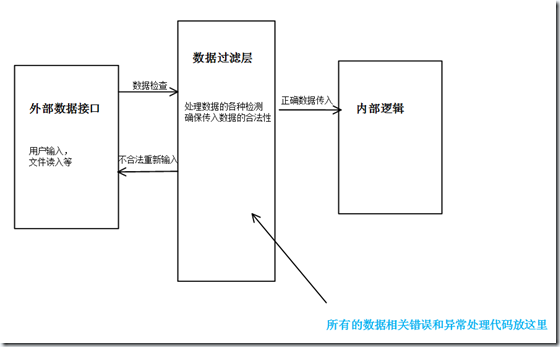 数据过滤层
数据检查
外部数据接口
处理数据的各种检测
确保传入数据的合法性
正确数据传入
内部逻辑
用户输入，
文件读入等
不合法重新输入
所有的数据相关错误和异常处理代码放这里